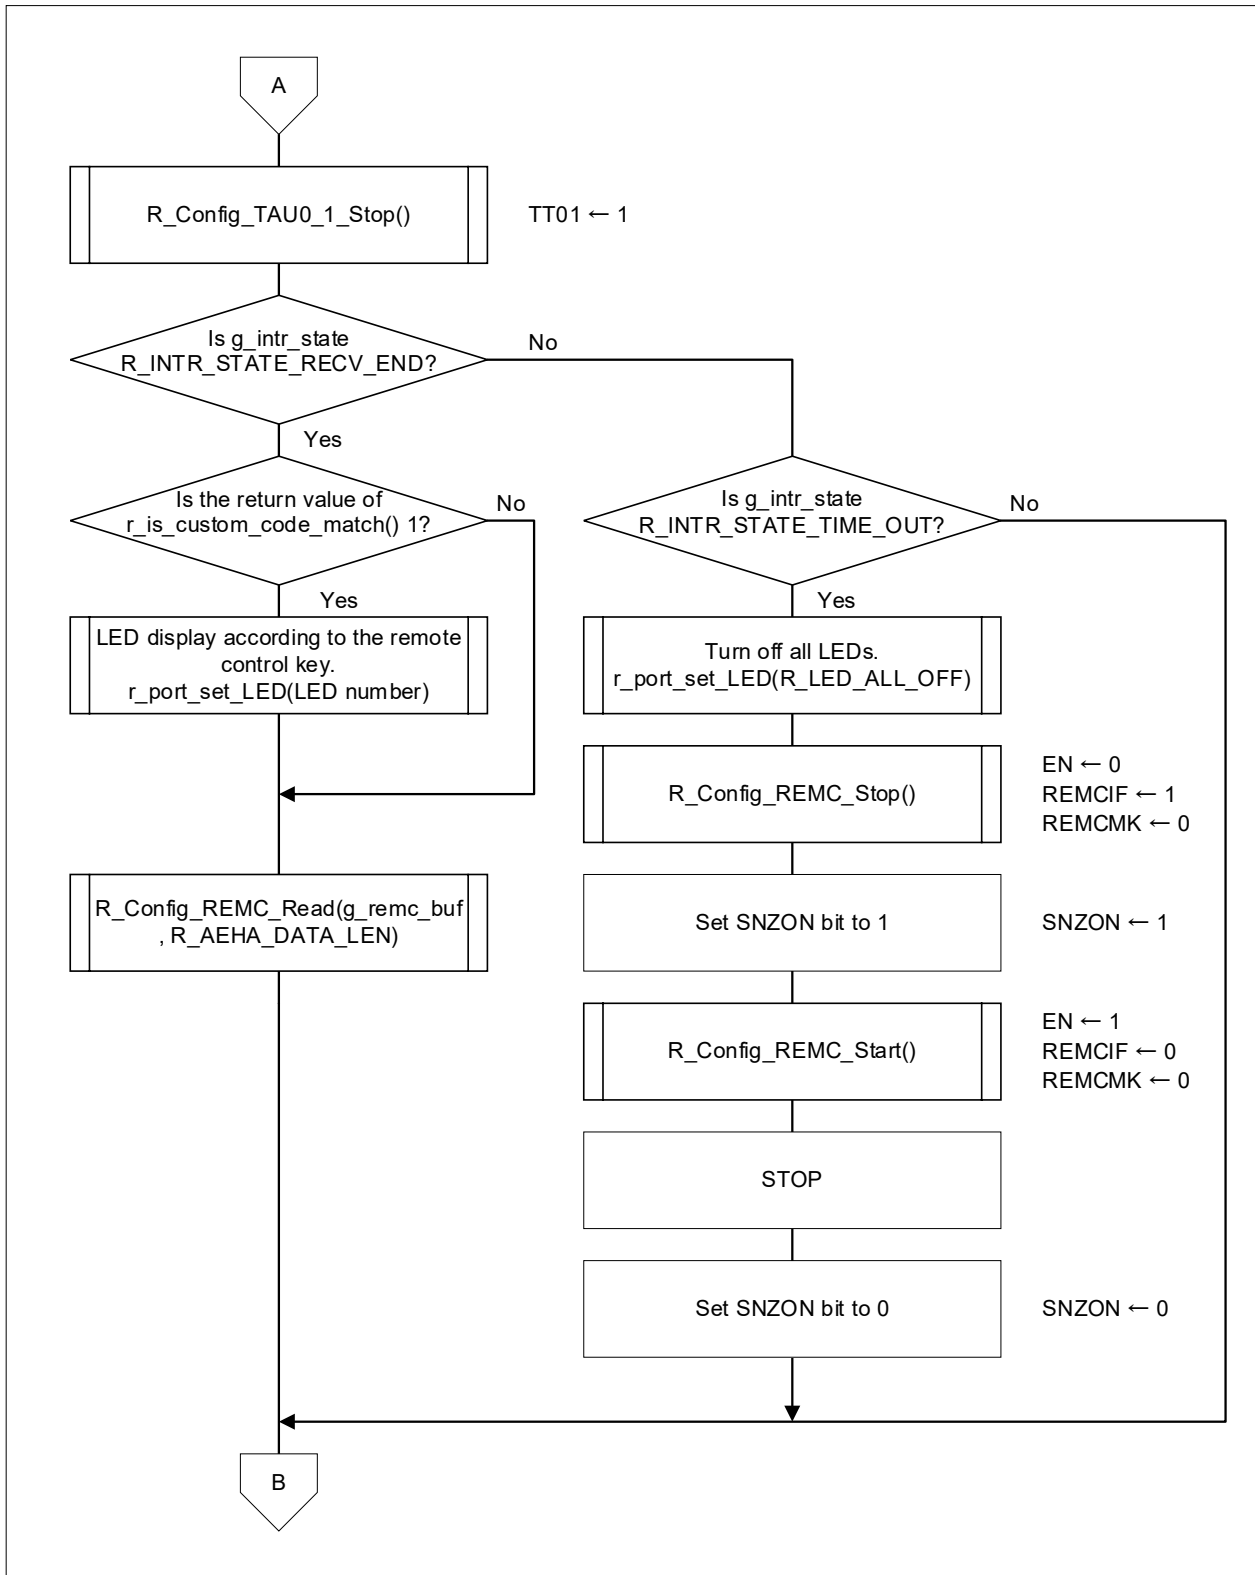 A
R_Config_TAU0_1_Stop()
TT01 ← 1
Is g_intr_state
R_INTR_STATE_RECV_END?
No
Yes
Is the return value of
r_is_custom_code_match() 1?
No
Yes
LED display according to the remote
control key.
r_port_set_LED(LED number)
R_Config_REMC_Read(g_remc_buf
, R_AEHA_DATA_LEN)
Is g_intr_state
R_INTR_STATE_TIME_OUT?
No
Yes
Turn off all LEDs.
r_port_set_LED(R_LED_ALL_OFF)
R_Config_REMC_Stop()
EN ← 0
REMCIF ← 1
REMCMK ← 0
Set SNZON bit to 1
SNZON ← 1
R_Config_REMC_Start()
EN ← 1
REMCIF ← 0
REMCMK ← 0
STOP
Set SNZON bit to 0
SNZON ← 0
B